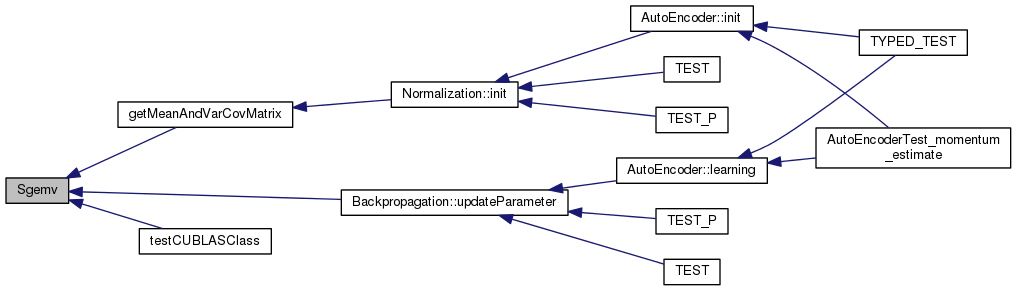 AutoEncoder::init
TYPED_TEST
TEST
Normalization::init
getMeanAndVarCovMatrix
TEST_P
AutoEncoderTest_momentum
_estimate
AutoEncoder::learning
Sgemv
Backpropagation::updateParameter
TEST_P
testCUBLASClass
TEST